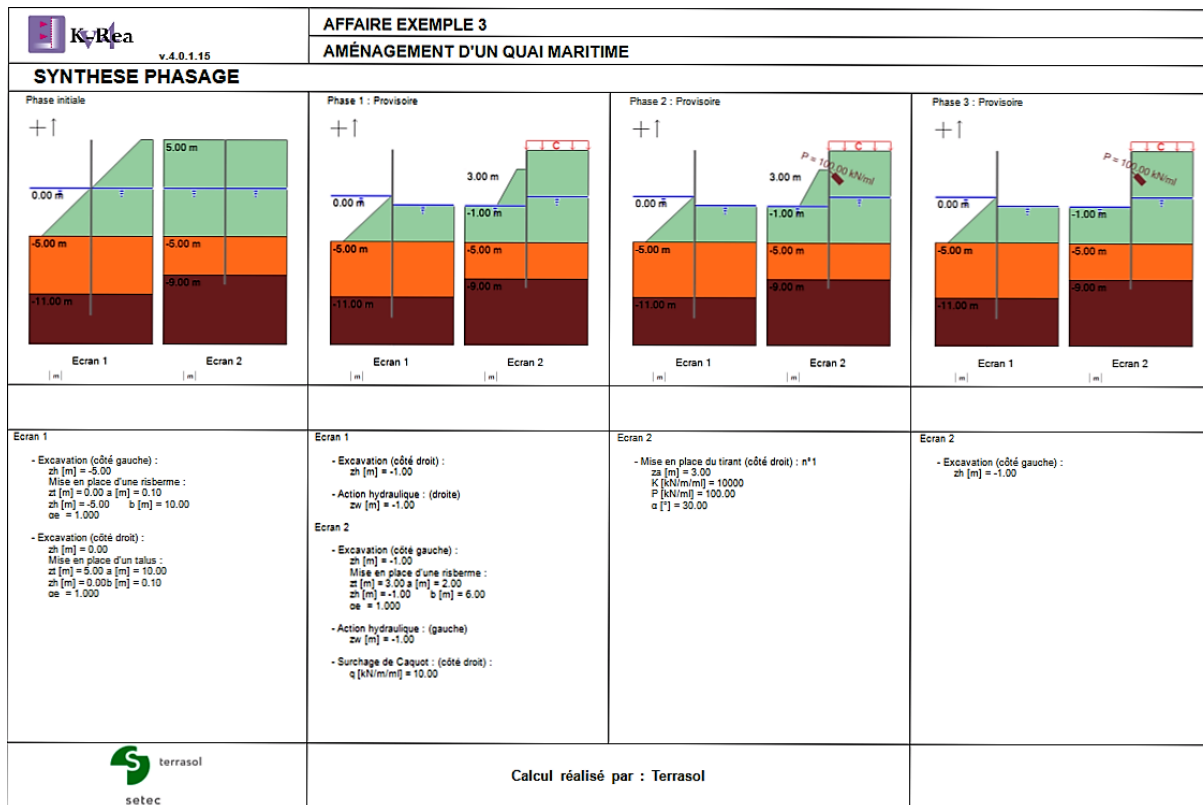 K-Rea
v4
v.4.0.1.15
AFFAIRE EXEMPLE 3
AMÉNAGEMENT D'UN QUAI MARITIME
SYNTHESE PHASAGE
Phase initiale
5.00 m
0.00 m
-5.00 m
-5.00 m
-9.00 m
-11.00 m
Ecran 1
Ecran 2
|m|
|m|
Phase 1 : Provisoire
C
3.00 m
0.00 m
-1.00 m
-5.00 m
-5.00 m
-9.00 m
-11.00 m
Ecran 1
Ecran 2
|m|
|m|
Phase 2 : Provisoire
C
P = 100.00 kN/ml
3.00 m
0.00 m
-1.00 m
-5.00 m
-5.00 m
-9.00 m
-11.00 m
Ecran 1
Ecran 2
|m|
|m|
Phase 3 : Provisoire
C
P = 100.00 kN/ml
0.00 m
-1.00 m
-5.00 m
-5.00 m
-9.00 m
-11.00 m
Ecran 1
Ecran 2
|m|
|m|
Ecran 1
- Excavation (côté gauche) :
zh [m] = -5.00
Mise en place d'une risberme :
zt [m] = 0.00 a [m] = 0.10
zh [m] = -5.00 b [m] = 10.00
αe = 1.000
- Excavation (côté droit) :
zh [m] = 0.00
Mise en place d'un talus :
zt [m] = 5.00 a [m] = 10.00
zh [m] = 0.00b [m] = 0.10
αe = 1.000
Ecran 1
- Excavation (côté droit) :
zh [m] = -1.00
- Action hydraulique : (droite)
zw [m] = -1.00
Ecran 2
- Excavation (côté gauche) :
zh [m] = -1.00
Mise en place d'une risberme :
zt [m] = 3.00 a [m] = 2.00
zh [m] = -1.00 b [m] = 6.00
αe = 1.000
- Action hydraulique : (gauche)
zw [m] = -1.00
- Surchage de Caquot : (côté droit) :
q [kN/m/ml] = 10.00
Ecran 2
- Mise en place du tirant (côté droit) : n°1
za [m] = 3.00
K [kN/m/ml] = 10000
P [kN/ml] = 100.00
α [°] = 30.00
Ecran 2
- Excavation (côté gauche) :
zh [m] = -1.00
terrasol
setec
Calcul réalisé par : Terrasol